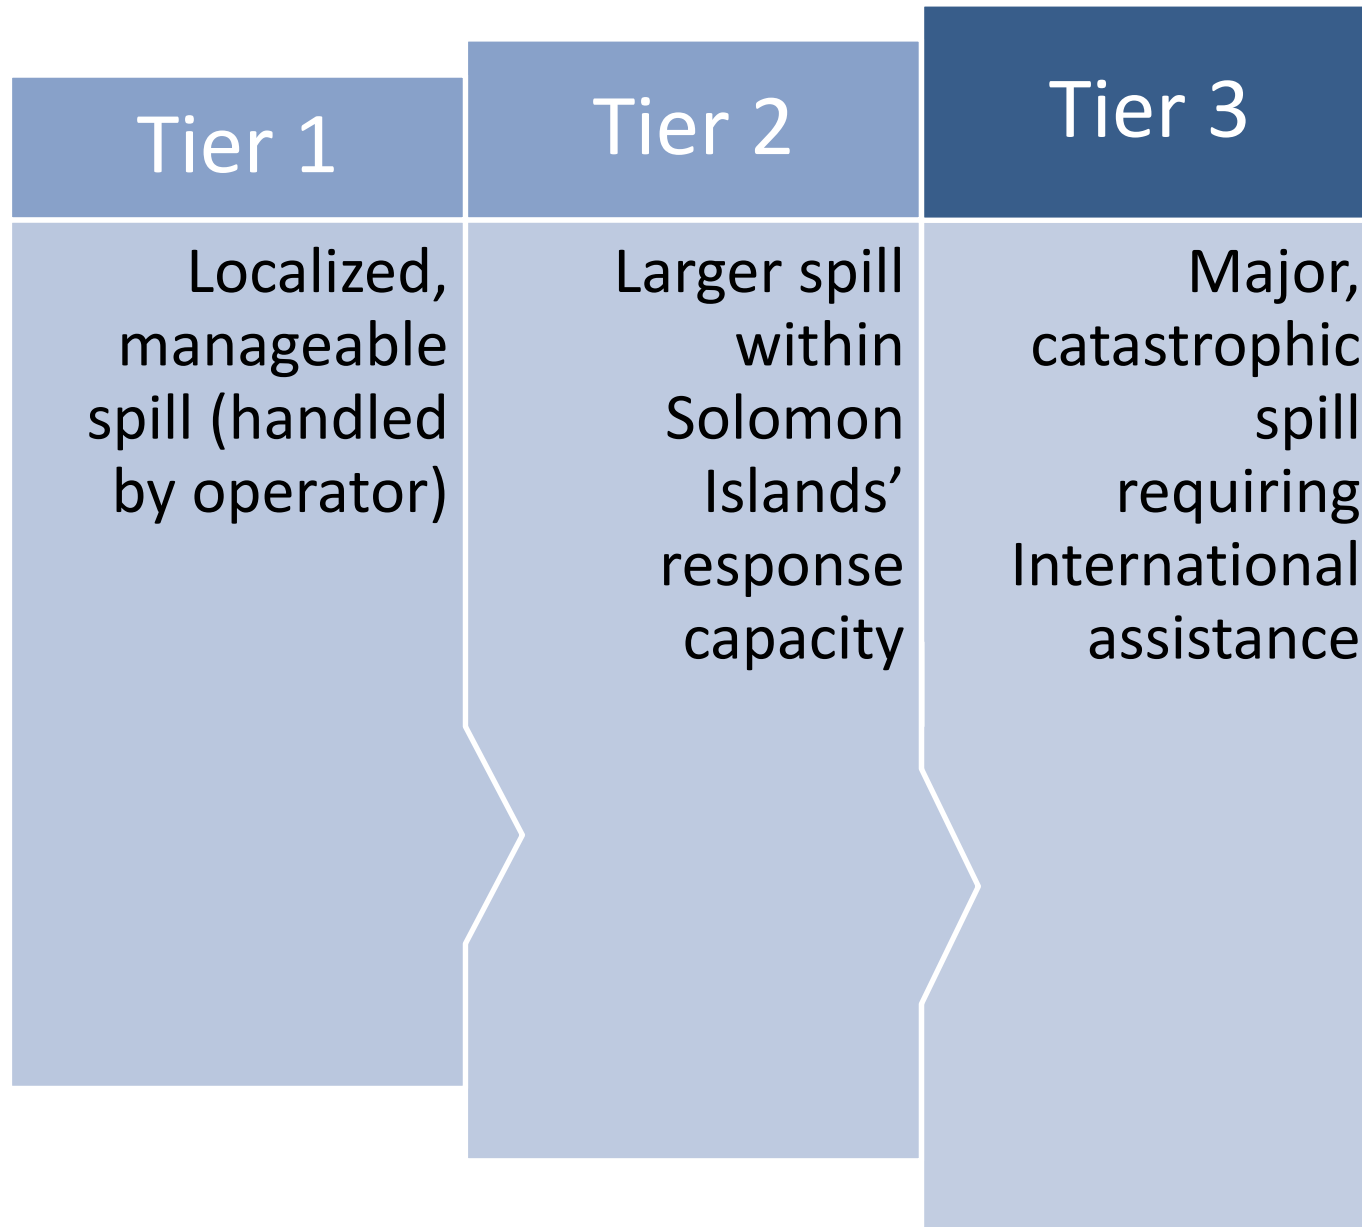 Tier 1
Localized,
manageable
spill (handled
by operator)
Tier 2
Larger spill
within
Solomon
Islands’
response
capacity
Tier 3
Major,
catastrophic
spill
requiring
International
assistance